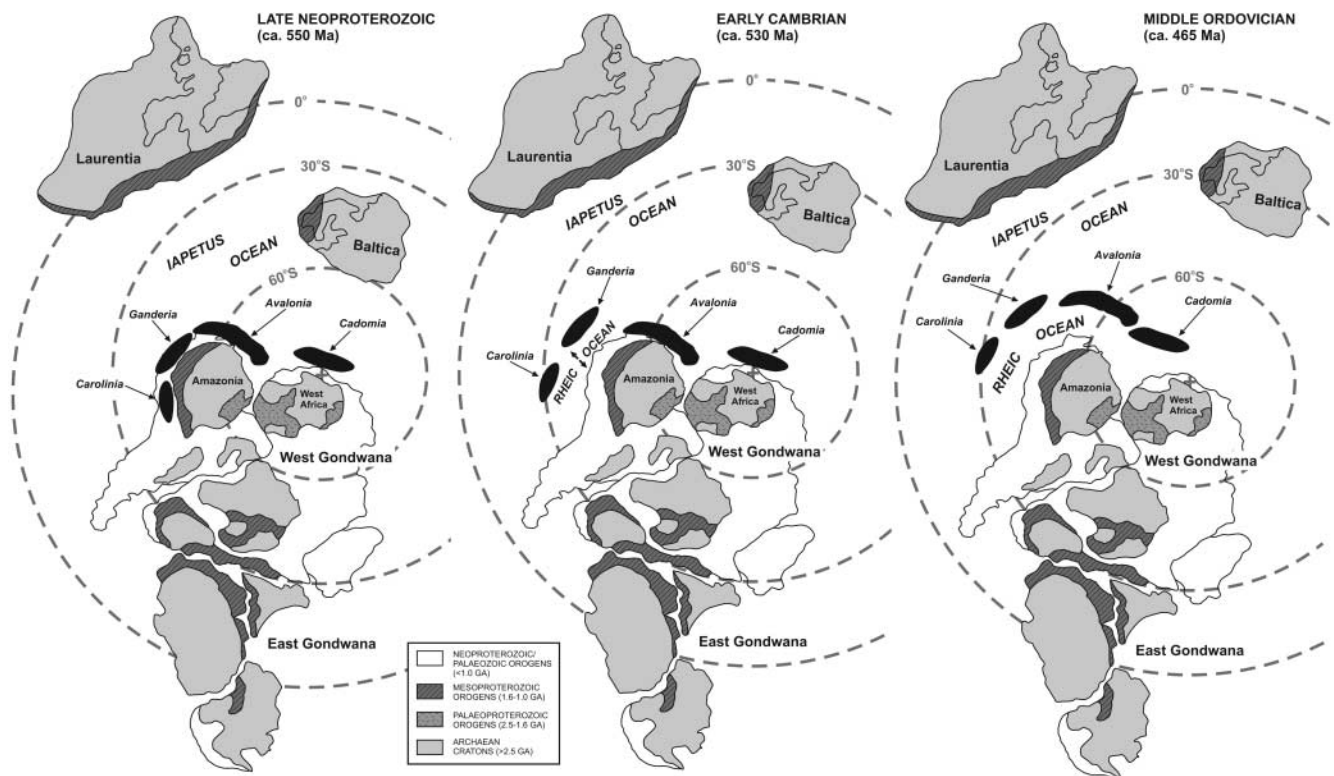 LATE NEOPROTEROZOIC
(ca. 550 Ma)
0°
Laurentia
30°S
Baltica
IAPETUS
OCEAN
60°S
Ganderia
Avalonia
Cadomia
Carolinia
Amazonia
West
Africa
West Gondwana
East Gondwana
EARLY CAMBRIAN
(ca. 530 Ma)
0°
Laurentia
30°S
Baltica
IAPETUS
OCEAN
60°S
Ganderia
Avalonia
Cadomia
Carolinia
RHEIC
OCEAN
Amazonia
West
Africa
West Gondwana
East Gondwana
MIDDLE ORDOVICIAN
(ca. 465 Ma)
0°
Laurentia
30°S
Baltica
IAPETUS
OCEAN
60°S
Avalonia
Ganderia
Cadomia
Carolinia
RHEIC
OCEAN
Amazonia
West
Africa
West Gondwana
East Gondwana
NEOPROTEROZOIC/
PALAEOZOIC OROGENS
(<1.0 GA)
MESOPROTEROZOIC
OROGENS (1.6-1.0 GA)
PALAEOPROTEROZOIC
OROGENS (2.5-1.6 GA)
ARCHAEAN
CRATONS (>2.5 GA)